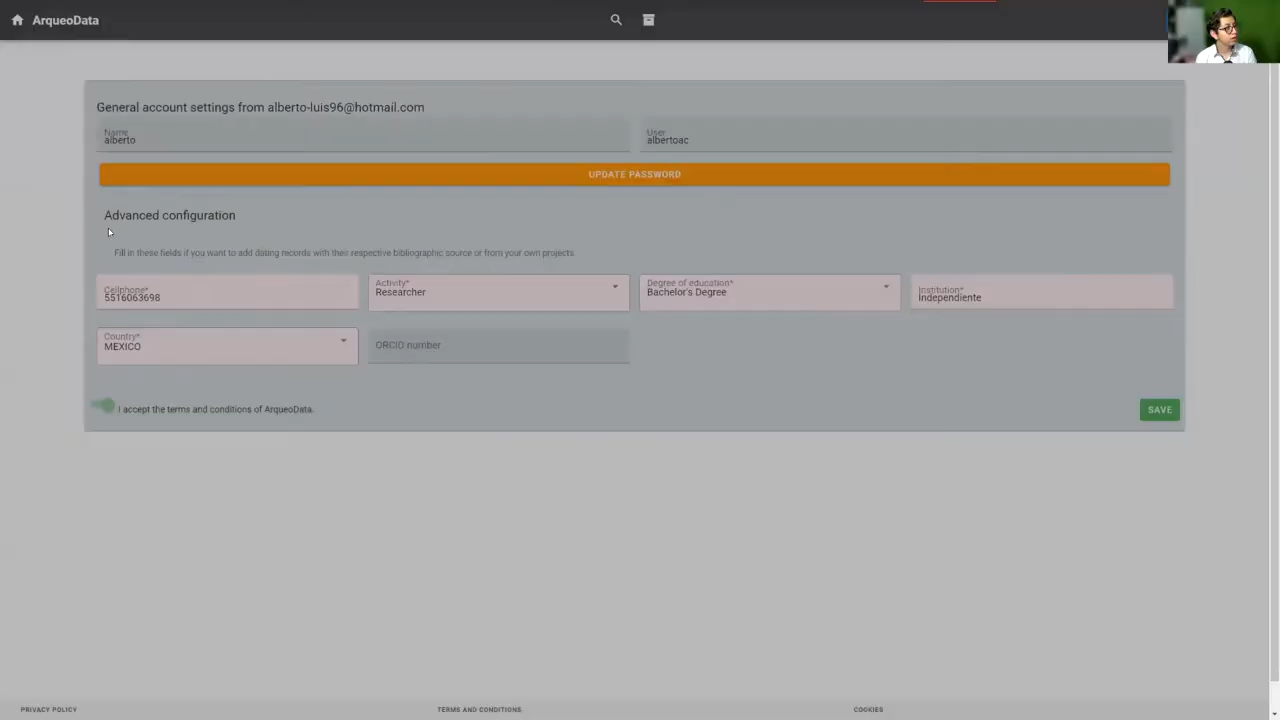 ArqueoData
General account settings from alberto-luis96@hotmail.com
Name
alberto
User
albertoac
UPDATE PASSWORD
Advanced configuration
Fill in these fields if you want to add dating records with their respective bibliographic source or from your own projects.
Cellphone*
5516063698
Activity*
Researcher
Degree of education*
Bachelor's Degree
Institution*
Independiente
Country*
MEXICO
ORCID number
I accept the terms and conditions of ArqueoData.
SAVE
PRIVACY POLICY
TERMS AND CONDITIONS
COOKIES